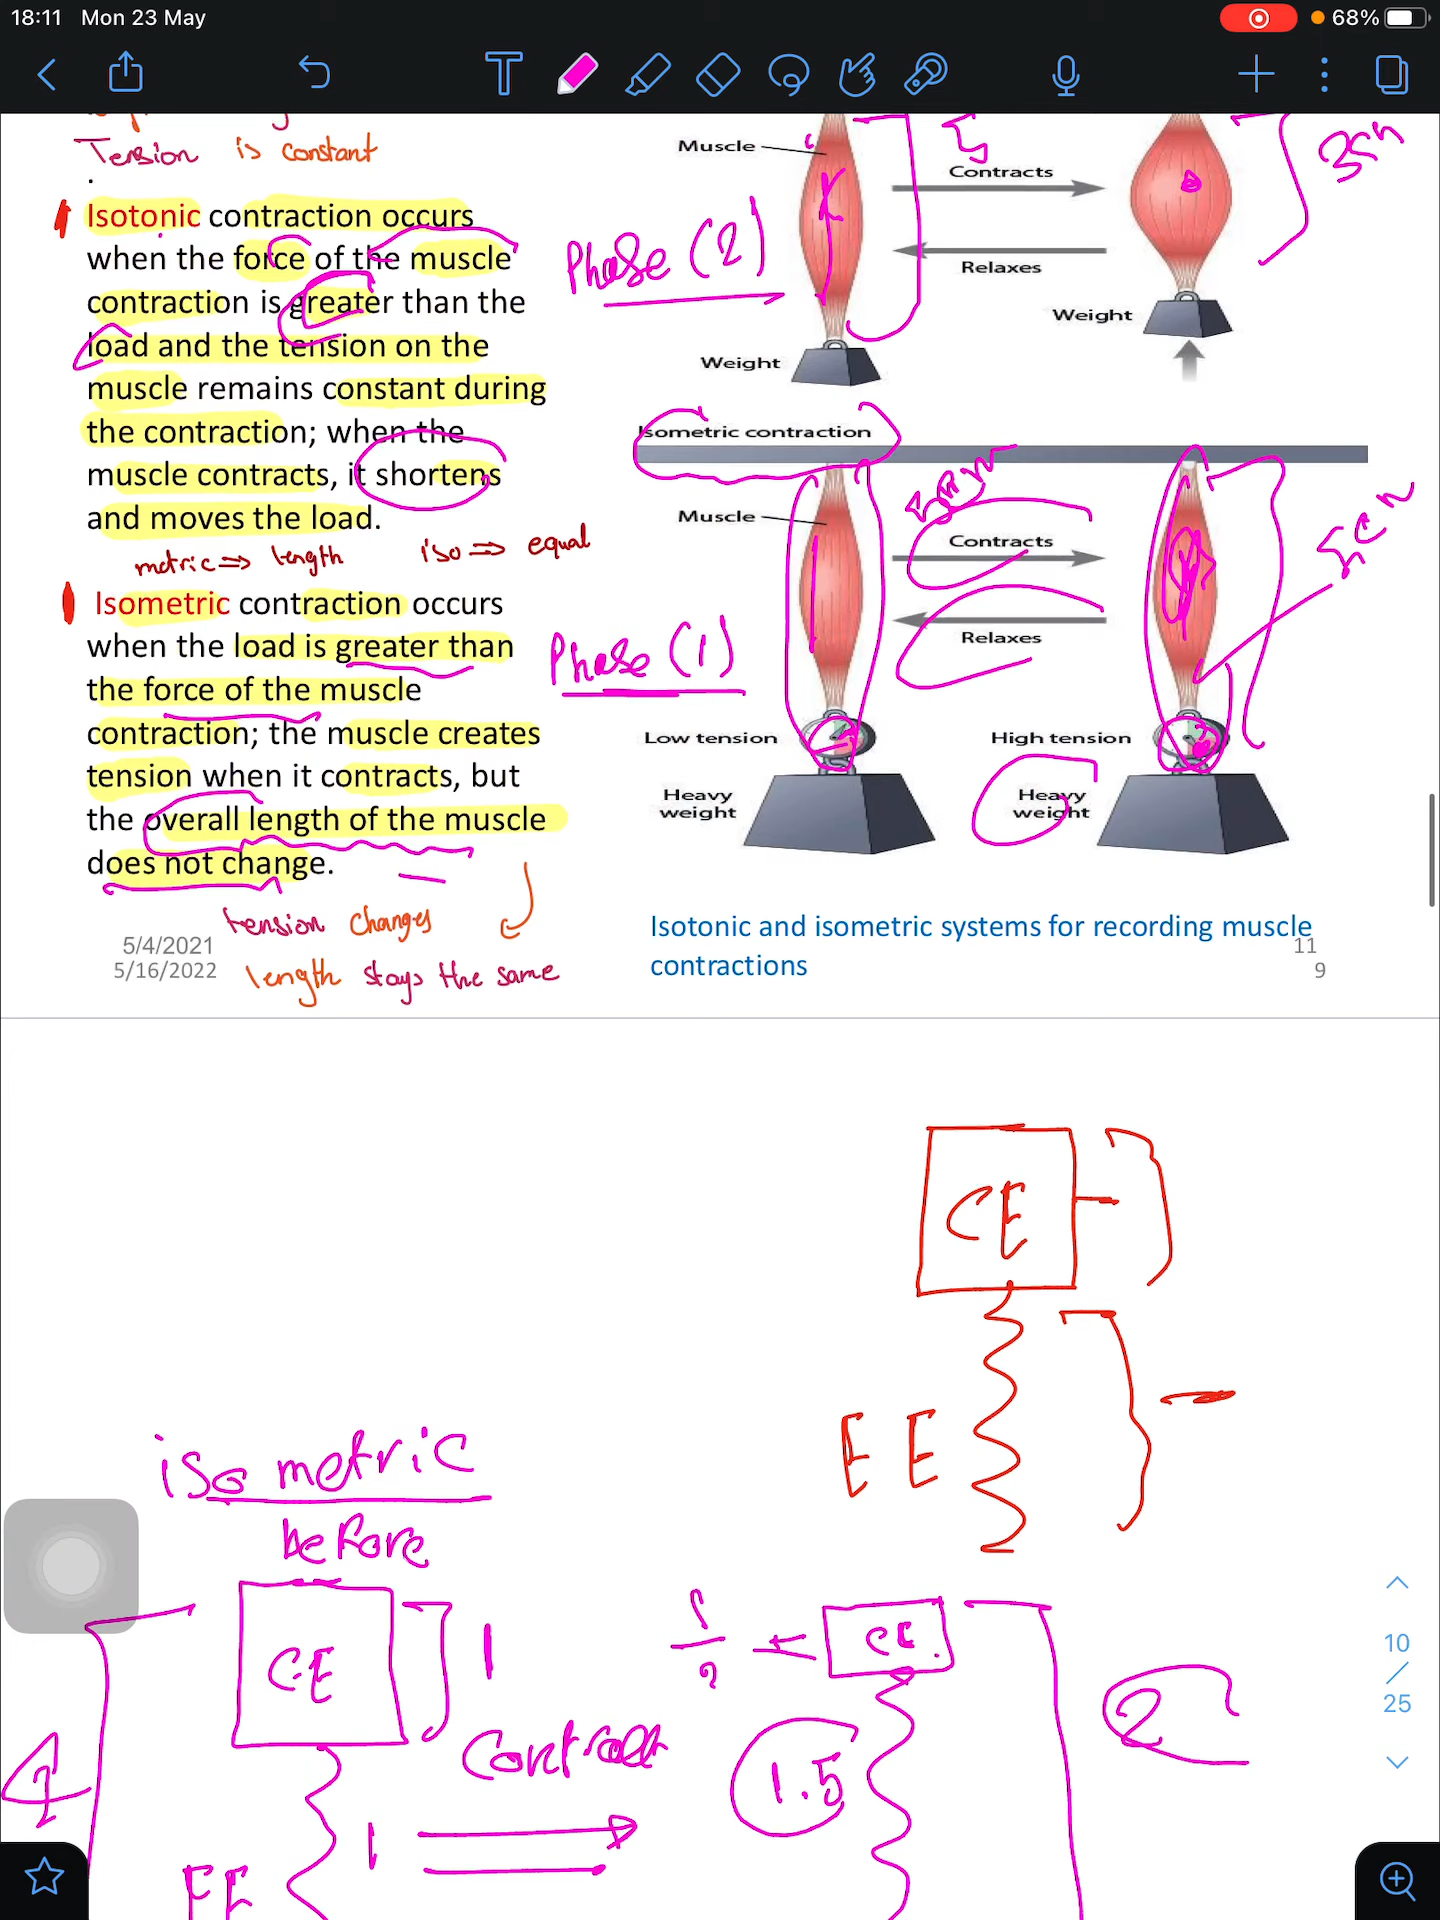 18:11 Mon 23 May
68%
Tension is constant
.
Isotonic contraction occurs
when the force of the muscle
contraction is greater than the
load and the tension on the
muscle remains constant during
the contraction; when the
muscle contracts, it shortens
and moves the load.
metric => length iso => equal
Isometric contraction occurs
when the load is greater than
the force of the muscle
contraction; the muscle creates
tension when it contracts, but
the overall length of the muscle
does not change.
tension changes
length stays the same
5/4/2021
5/16/2022
Muscle
Contracts
Relaxes
Phase (2)
Weight
Weight
5
Isometric contraction
Muscle
Contracts
Relaxes
Phase (1)
Low tension
High tension
Heavy
weight
Heavy
weight
Isotonic and isometric systems for recording muscle
contractions
11
9
CE
EE
isometric
before
CE
1
CE
1.5
2
1
EE
10
/
25